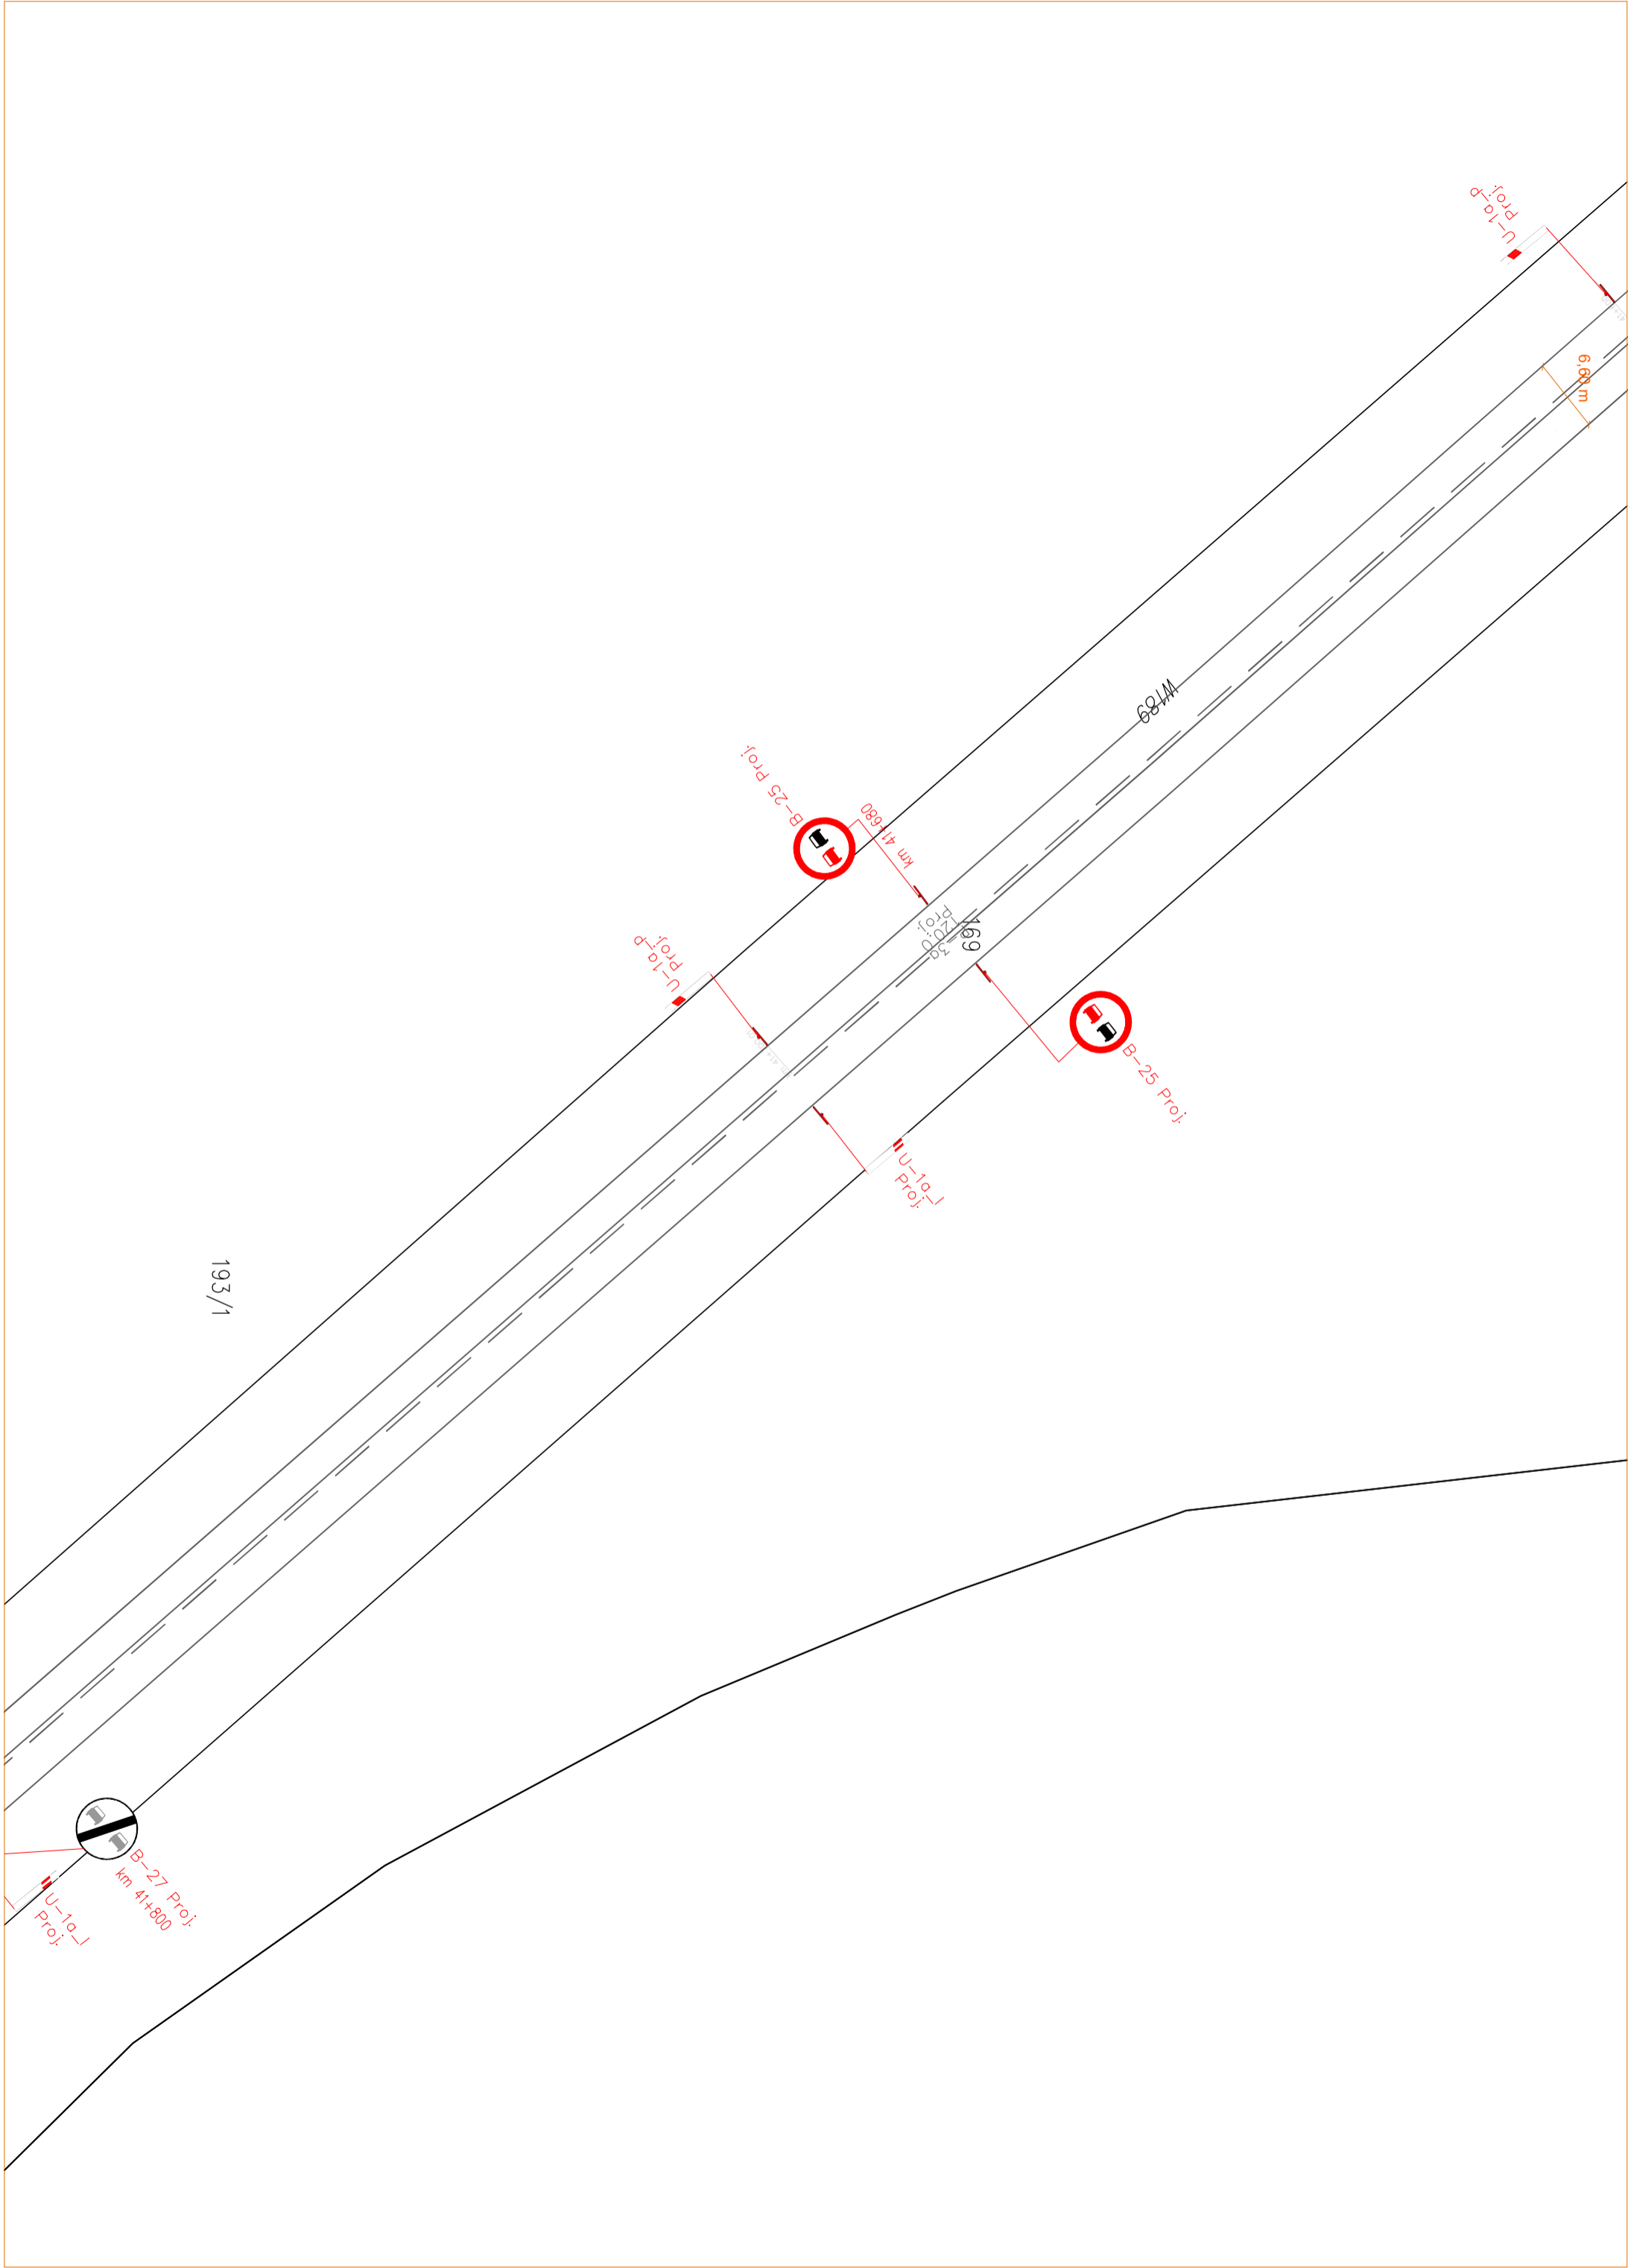 U-1a_p
Proj.
6,60 m
W189
B-25 Proj.
km 41+680
169
U-1a_p
Proj.
B-25 Proj.
U-1a_l
Proj.
193/1
B-27 Proj.
km 41+800
U-1a_l
Proj.